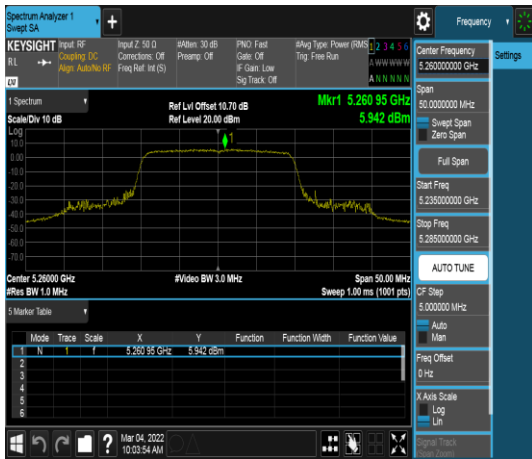 Spectrum Analyzer 1
Swept SA
+
Frequency
KEYSIGHT
RL
LXI
Input: RF
Coupling: DC
Align: Auto/No RF
Input Z: 50 Ω
Corrections: Off
Freq Ref: Int (S)
#Atten: 30 dB
Preamp: Off
PNO: Fast
Gate: Off
IF Gain: Low
Sig Track: Off
#Avg Type: Power (RMS
Trig: Free Run
1 2 3 4 5 6
A W W W W W
A N N N N N
Center Frequency
5.260000000 GHz
Settings
Span
50.0000000 MHz
Swept Span
Zero Span
Full Span
Start Freq
5.235000000 GHz
Stop Freq
5.285000000 GHz
AUTO TUNE
CF Step
5.000000 MHz
Auto
Man
Freq Offset
0 Hz
X Axis Scale
Log
Lin
Signal Track
(Span Zoom)
1 Spectrum
Scale/Div 10 dB
Ref Lvl Offset 10.70 dB
Ref Level 20.00 dBm
Mkr1 5.260 95 GHz
5.942 dBm
Log
10.0
0.00
-10.0
-20.0
-30.0
-40.0
-50.0
-60.0
-70.0
1
Center 5.26000 GHz
#Res BW 1.0 MHz
#Video BW 3.0 MHz
Span 50.00 MHz
Sweep 1.00 ms (1001 pts)
5 Marker Table
Mode Trace Scale X Y Function Function Width Function Value
1 N 1 f 5.260 95 GHz 5.942 dBm
2
3
4
5
6
?
Mar 04, 2022
10:03:54 AM